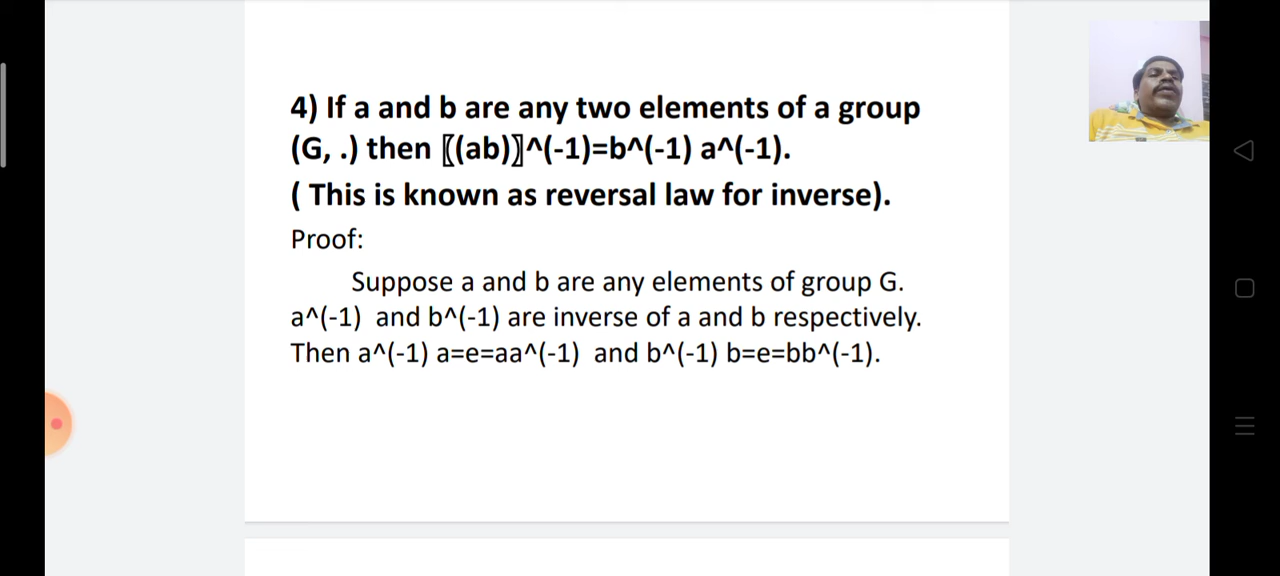 4) If a and b are any two elements of a group
(G, .) then 〖(ab)〗^(-1)=b^(-1) a^(-1).
( This is known as reversal law for inverse).
Proof:
Suppose a and b are any elements of group G.
a^(-1) and b^(-1) are inverse of a and b respectively.
Then a^(-1) a=e=aa^(-1) and b^(-1) b=e=bb^(-1).